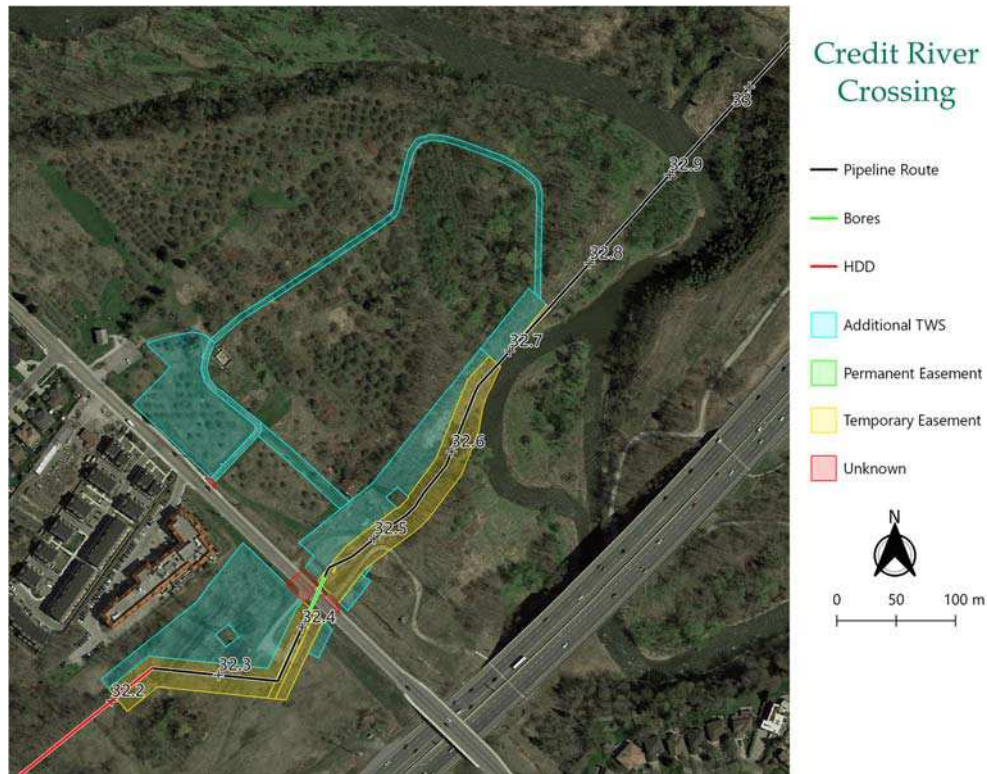 Credit River
Crossing
Pipeline Route
Bores
HDD
Additional TWS
Permanent Easement
Temporary Easement
Unknown
N
0 50 100 m
33
32.9
32.8
32.7
32.6
32.5
32.4
32.3
32.2